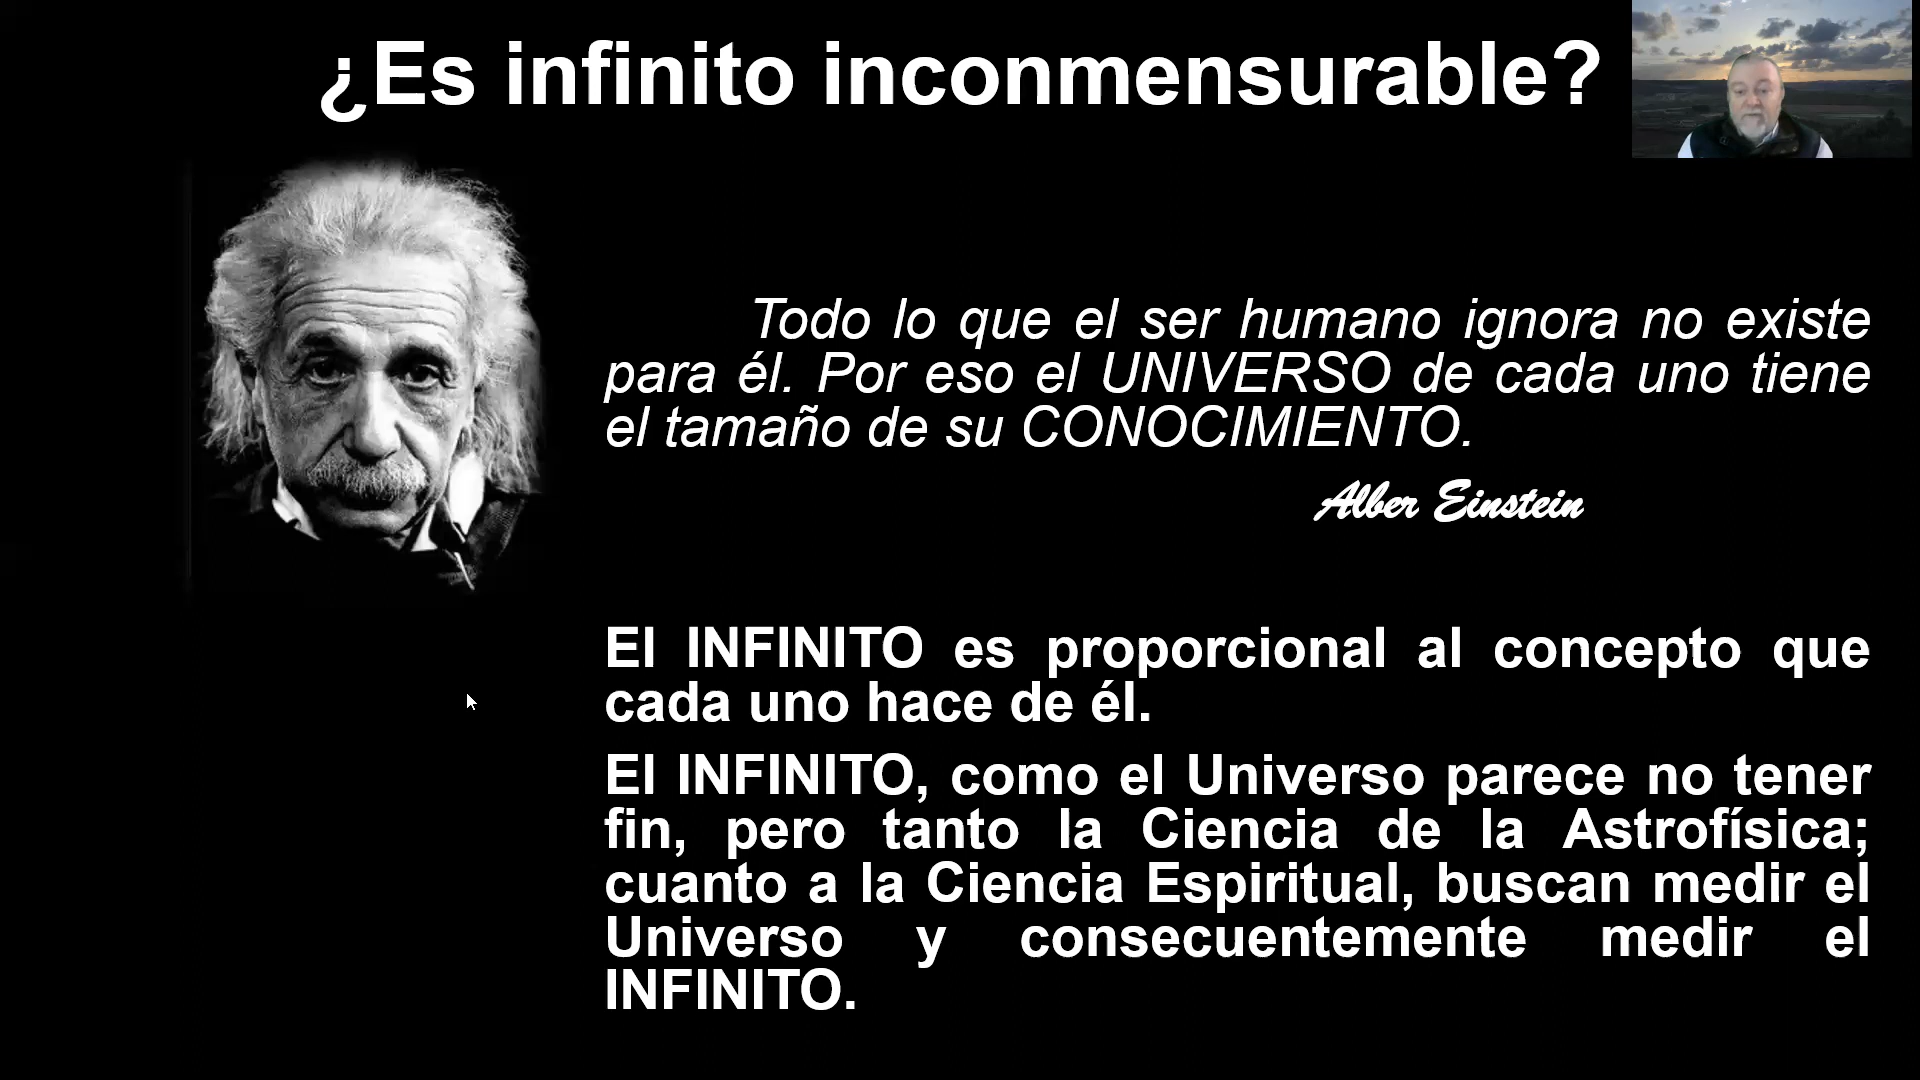 ¿Es infinito inconmensurable?
Todo lo que el ser humano ignora no existe
para él. Por eso el UNIVERSO de cada uno tiene
el tamaño de su CONOCIMIENTO.
Alber Einstein
El INFINITO es proporcional al concepto que
cada uno hace de él.
El INFINITO, como el Universo parece no tener
fin, pero tanto la Ciencia de la Astrofísica;
cuanto a la Ciencia Espiritual, buscan medir el
Universo y consecuentemente medir el
INFINITO.